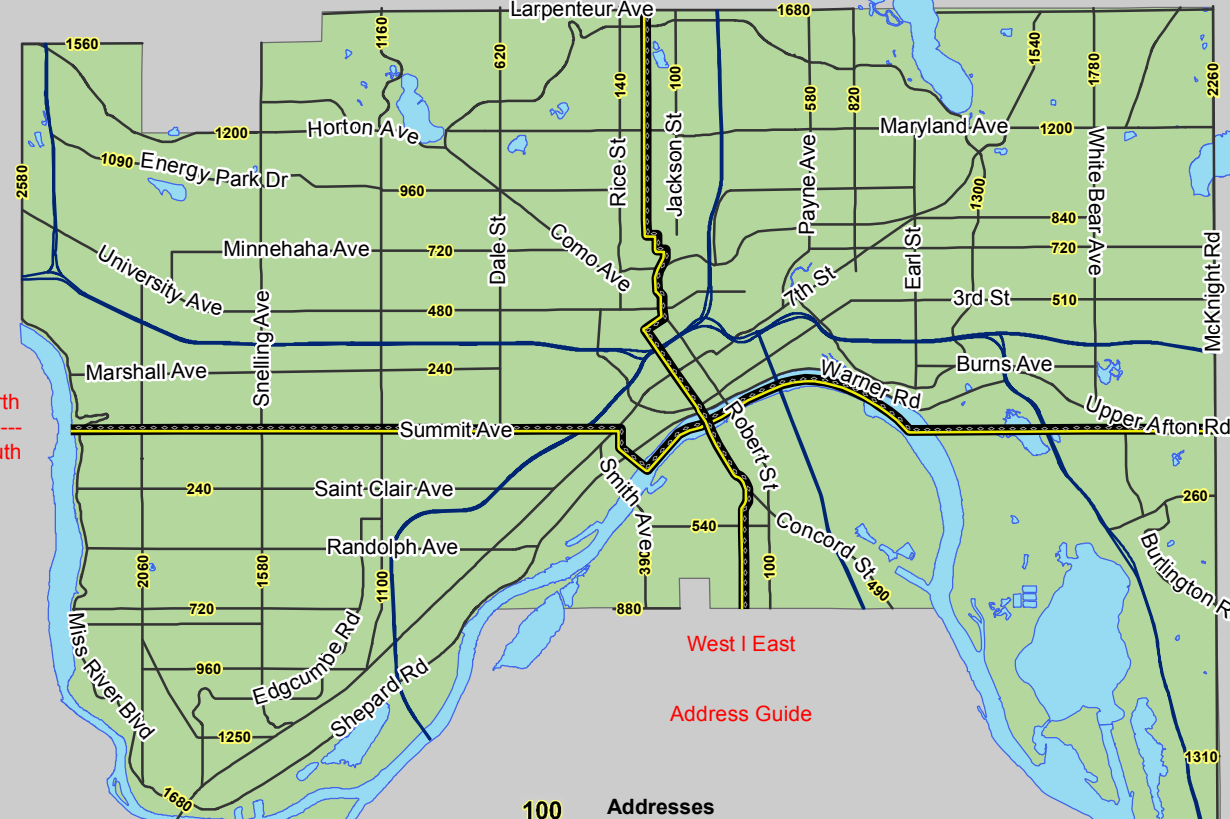 Larpenteur Ave
1680
1560
1160
620
140
100
580
820
1540
1780
2260
1200
Horton Ave
Maryland Ave
1200
1090
Energy Park Dr
960
2580
Rice St
Jackson St
Payne Ave
1300
White Bear Ave
840
Minnehaha Ave
720
Dale St
Como Ave
Earl St
720
McKnight Rd
University Ave
480
7th St
3rd St
510
Snelling Ave
Marshall Ave
240
Burns Ave
Warner Rd
Upper Afton Rd
rth
---
uth
Summit Ave
Robert St
Smith Ave
240
Saint Clair Ave
260
540
Concord St
Randolph Ave
390
100
490
Burlington R
2060
1580
1100
720
880
Miss River Blvd
West I East
960
Edgcumbe Rd
Shepard Rd
Address Guide
1250
1310
1680
100
Addresses